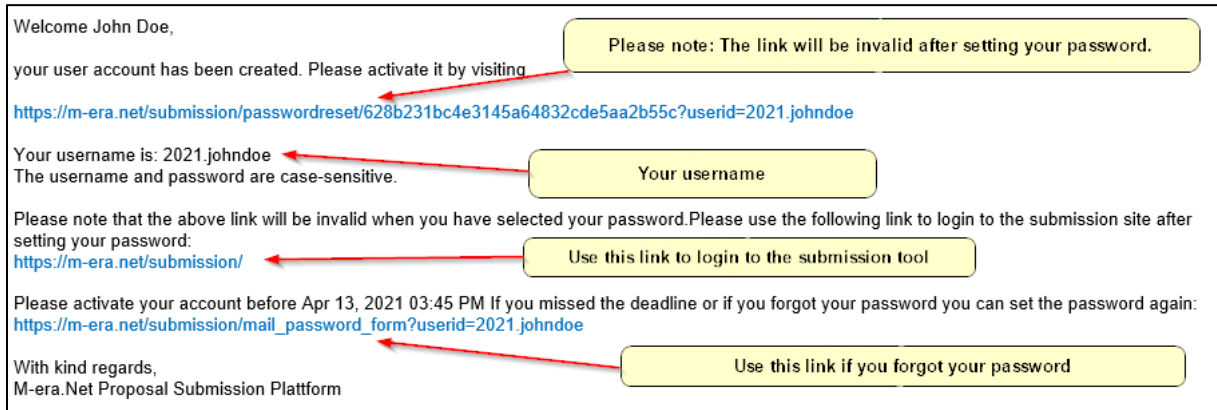 Welcome John Doe,
Please note: The link will be invalid after setting your password.
your user account has been created. Please activate it by visiting
https://m-era.net/submission/passwordreset/628b231bc4e3145a64832cde5aa2b55c?userid=2021.johndoe
Your username is: 2021.johndoe
Your username
The username and password are case-sensitive.
Please note that the above link will be invalid when you have selected your password.Please use the following link to login to the submission site after
setting your password:
https://m-era.net/submission/
Use this link to login to the submission tool
Please activate your account before Apr 13, 2021 03:45 PM If you missed the deadline or if you forgot your password you can set the password again:
https://m-era.net/submission/mail_password_form?userid=2021.johndoe
Use this link if you forgot your password
With kind regards,
M-era.Net Proposal Submission Plattform